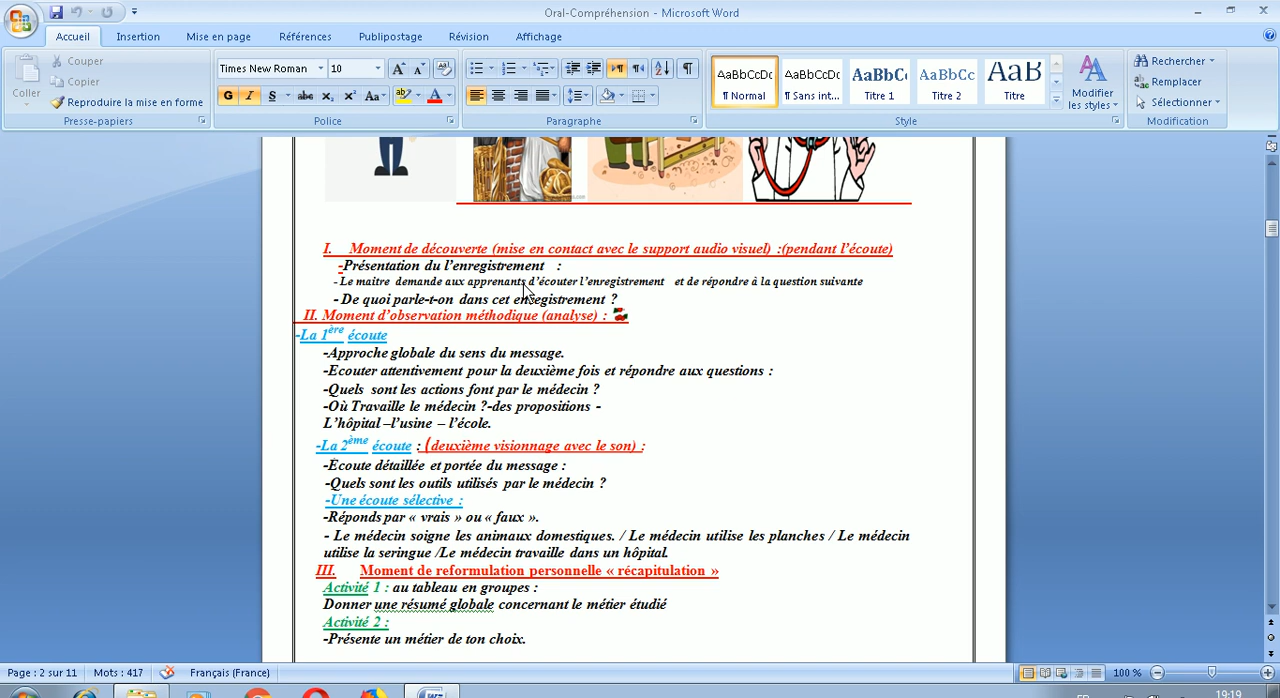 Oral-Compréhension - Microsoft Word
Accueil Insertion Mise en page Références Publipostage Révision Affichage
Coller
Couper
Copier
Reproduire la mise en forme
Presse-papiers
Times New Roman 10
G I S abc x₂ x² Aa
Police
Paragraphe
AaBbCcDc AaBbCcDc AaBbC AaBbCc AaB
¶ Normal ¶ Sans int... Titre 1 Titre 2 Titre
Modifier les styles
Style
Rechercher
Remplacer
Sélectionner
Modification
I. Moment de découverte (mise en contact avec le support audio visuel) :(pendant l'écoute)
-Présentation du l'enregistrement :
- Le maitre demande aux apprenants d'écouter l'enregistrement et de répondre à la question suivante
- De quoi parle-t-on dans cet enregistrement ?
II. Moment d'observation méthodique (analyse) :
-La 1ère écoute
-Approche globale du sens du message.
-Ecouter attentivement pour la deuxième fois et répondre aux questions :
-Quels sont les actions font par le médecin ?
-Où Travaille le médecin ?-des propositions -
L'hôpital –l'usine – l'école.
-La 2ème écoute : (deuxième visionnage avec le son) :
-Écoute détaillée et portée du message :
-Quels sont les outils utilisés par le médecin ?
-Une écoute sélective :
-Réponds par « vrais » ou « faux ».
- Le médecin soigne les animaux domestiques. / Le médecin utilise les planches / Le médecin
utilise la seringue /Le médecin travaille dans un hôpital.
III. Moment de reformulation personnelle « récapitulation »
Activité 1 : au tableau en groupes :
Donner une résumé globale concernant le métier étudié
Activité 2 :
-Présente un métier de ton choix.
Page : 2 sur 11 Mots : 417 Français (France) 100 %
19:19